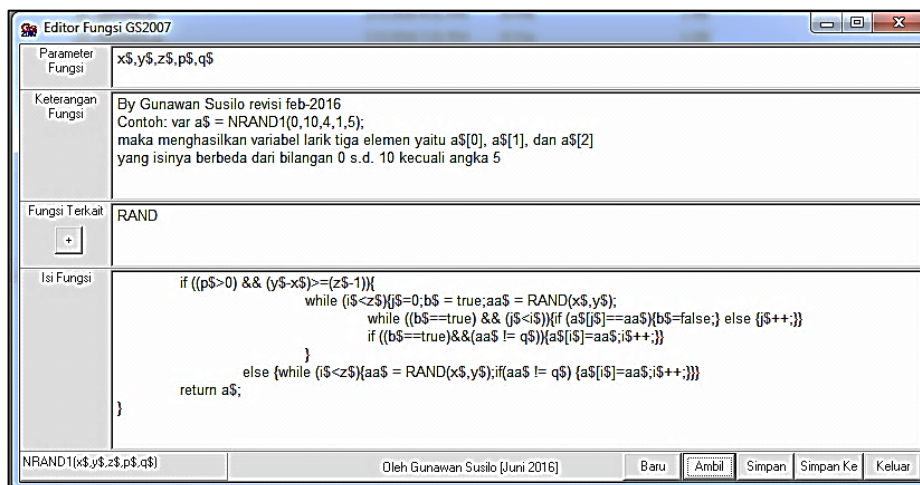 Editor Fungsi GS2007
Parameter
Fungsi
x$,y$,z$,p$,q$
Keterangan
Fungsi
By Gunawan Susilo revisi feb-2016
Contoh: var a$ = NRAND1(0,10,4,1,5);
maka menghasilkan variabel larik tiga elemen yaitu a$[0], a$[1], dan a$[2]
yang isinya berbeda dari bilangan 0 s.d. 10 kecuali angka 5
Fungsi Terkait
+
RAND
Isi Fungsi
if ((p$>0) && (y$-x$)>=(z$-1)){
while (i$<z$){j$=0;b$ = true;aa$ = RAND(x$,y$);
while ((b$==true) && (j$<i$)){if (a$[j$]==aa$){b$=false;} else {j$++;}}
if ((b$==true)&&(aa$ != q$)){a$[i$]=aa$;i$++;}}
}
else {while (i$<z$){aa$ = RAND(x$,y$);if(aa$ != q$) {a$[i$]=aa$;i$++;}}}
return a$;
}
NRAND1(x$,y$,z$,p$,q$)
Oleh Gunawan Susilo [Juni 2016]
Baru
Ambil
Simpan
Simpan Ke
Keluar